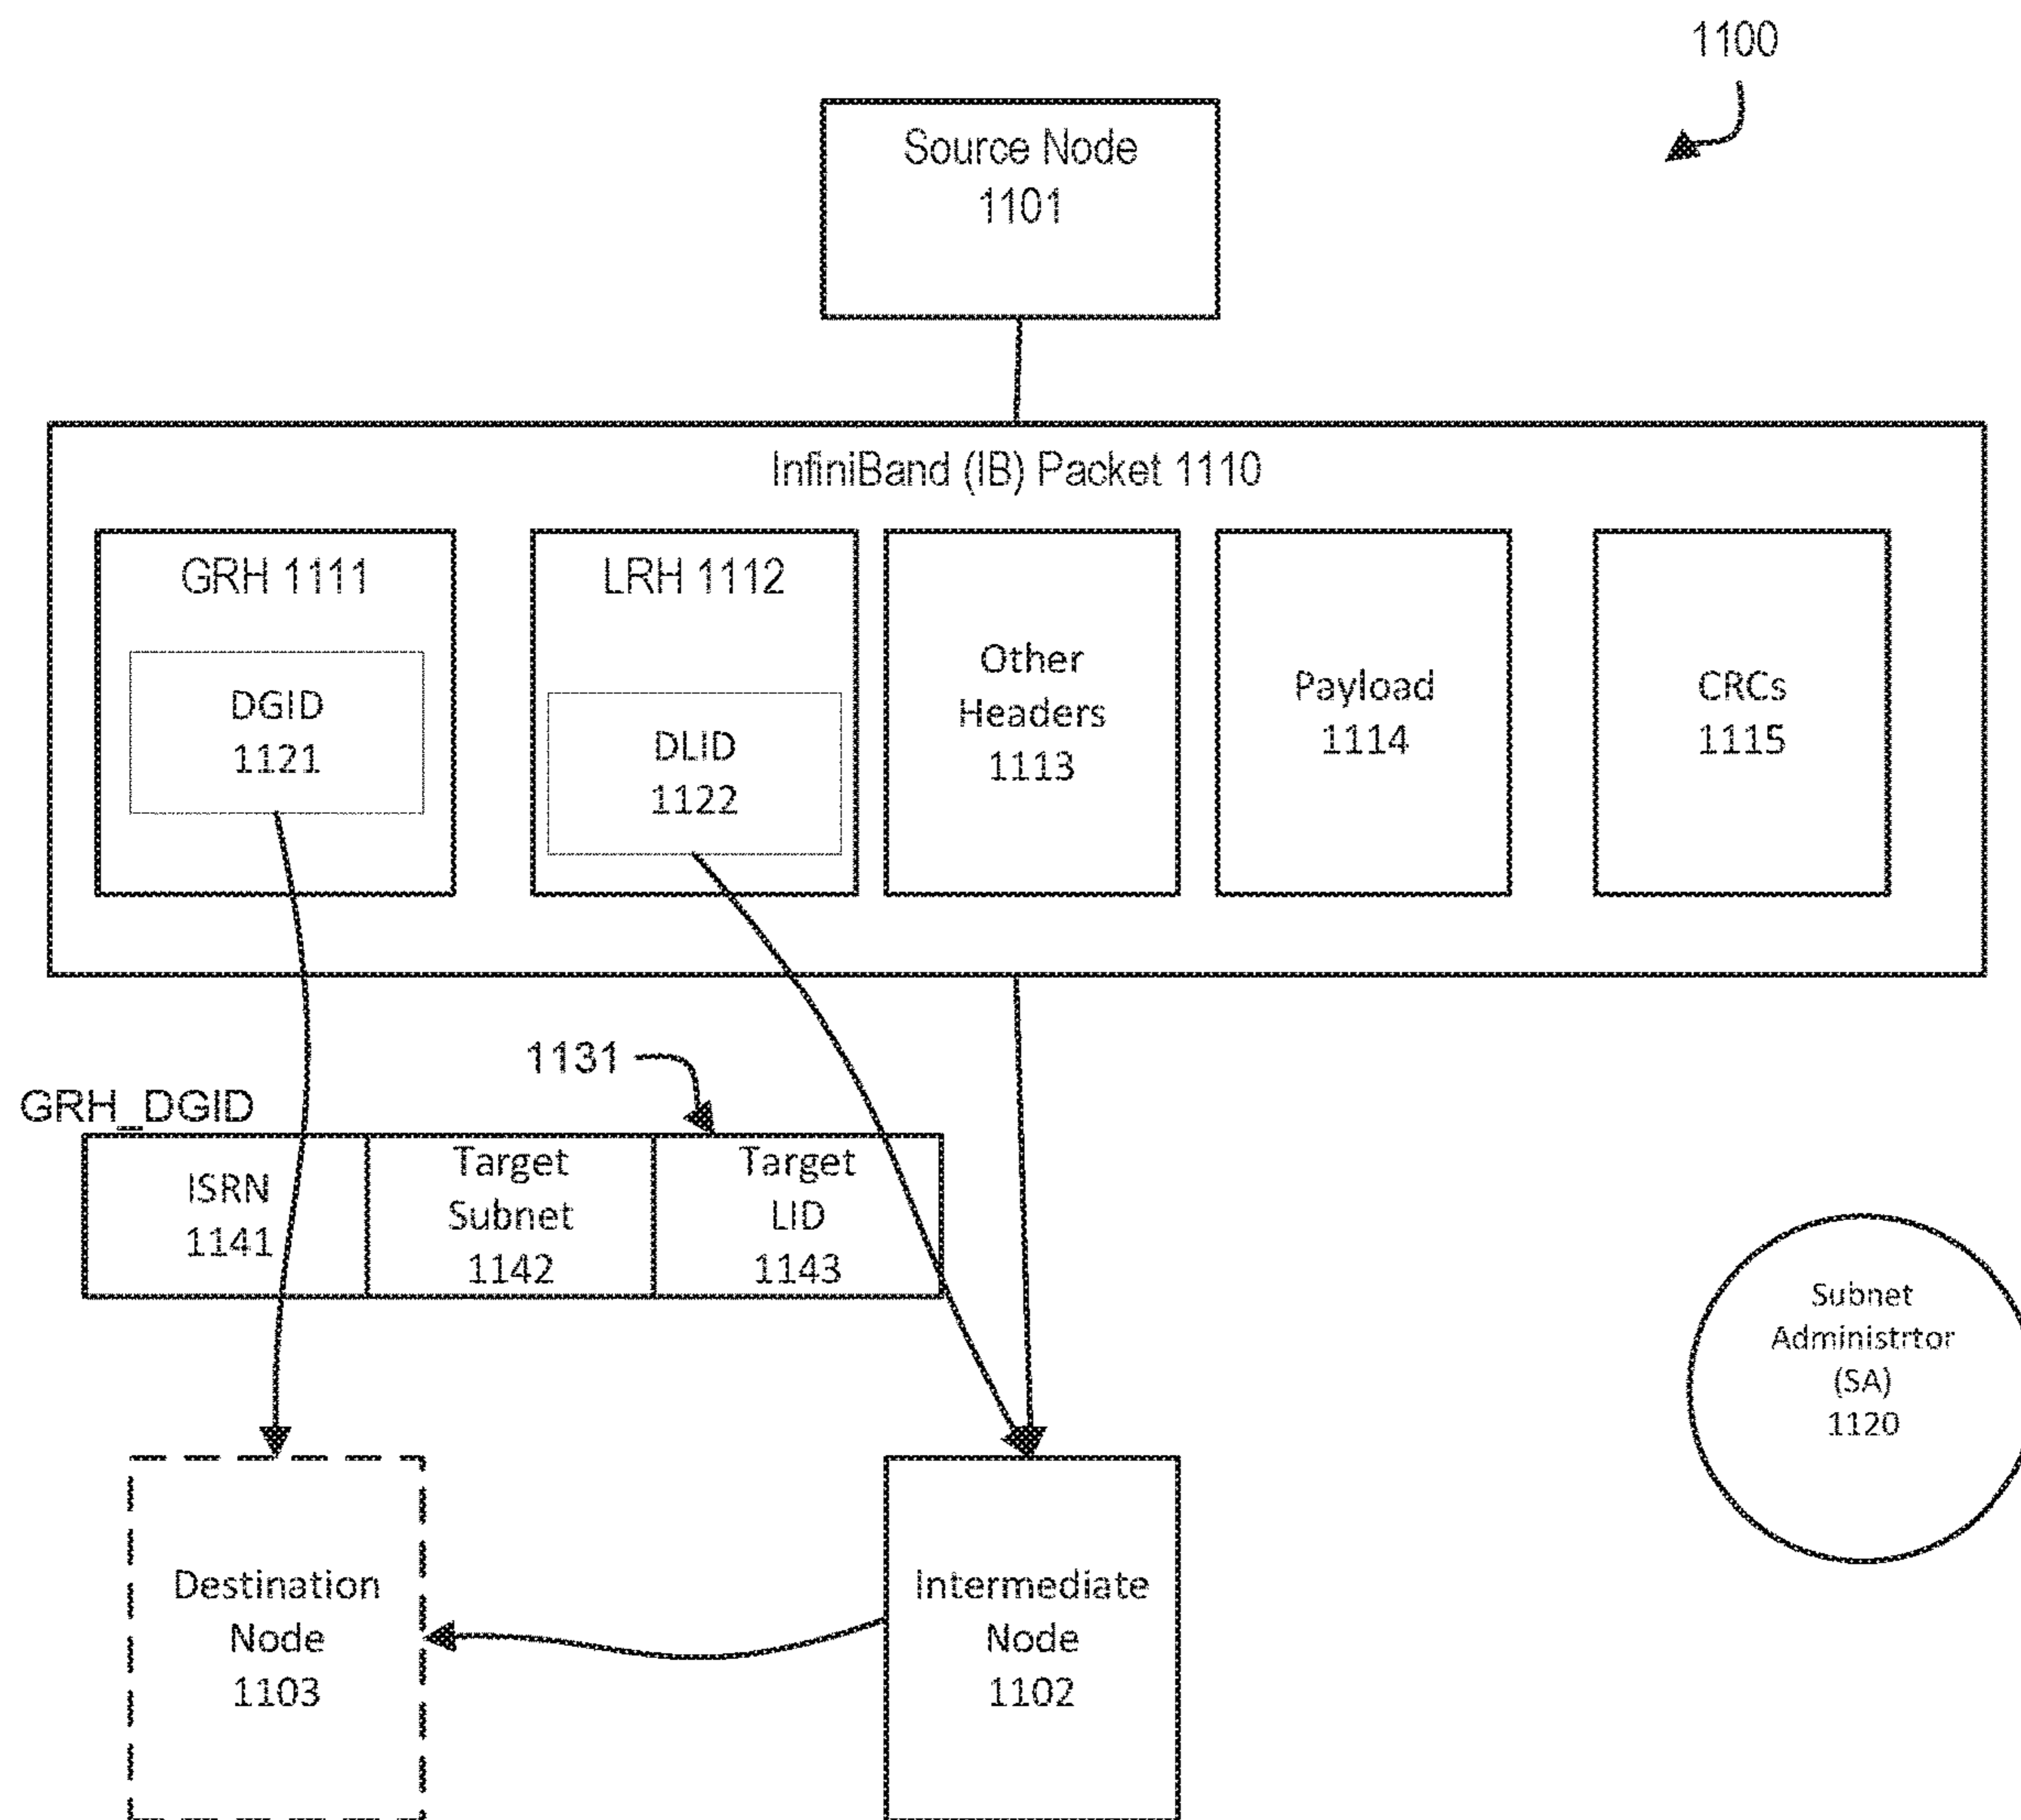 1100
Source Node
1101
InfiniBand (IB) Packet 1110
GRH 1111
DGID
1121
LRH 1112
DLID
1122
Other
Headers
1113
Payload
1114
CRCs
1115
1131
GRH_DGID
ISRN
1141
Target
Subnet
1142
Target
LID
1143
Subnet
Administrtor
(SA)
1120
Destination
Node
1103
Intermediate
Node
1102